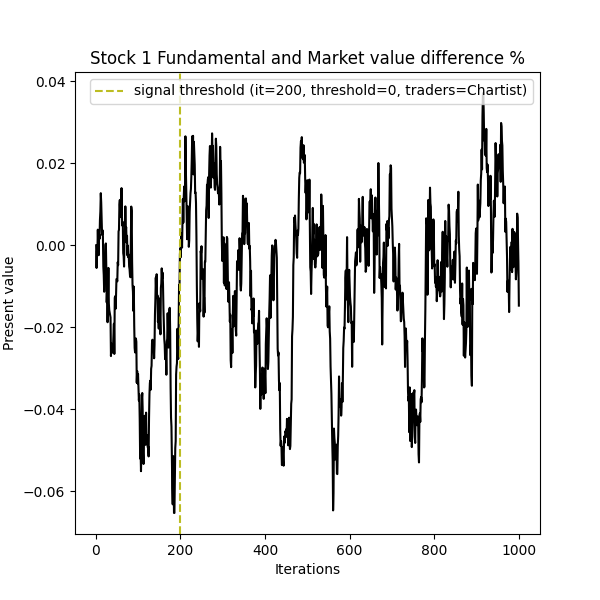 Stock 1 Fundamental and Market value difference %
signal threshold (it=200, threshold=0, traders=Chartist)
0.04
0.02
0.00
−0.02
−0.04
−0.06
Present value
0 200 400 600 800 1000
Iterations